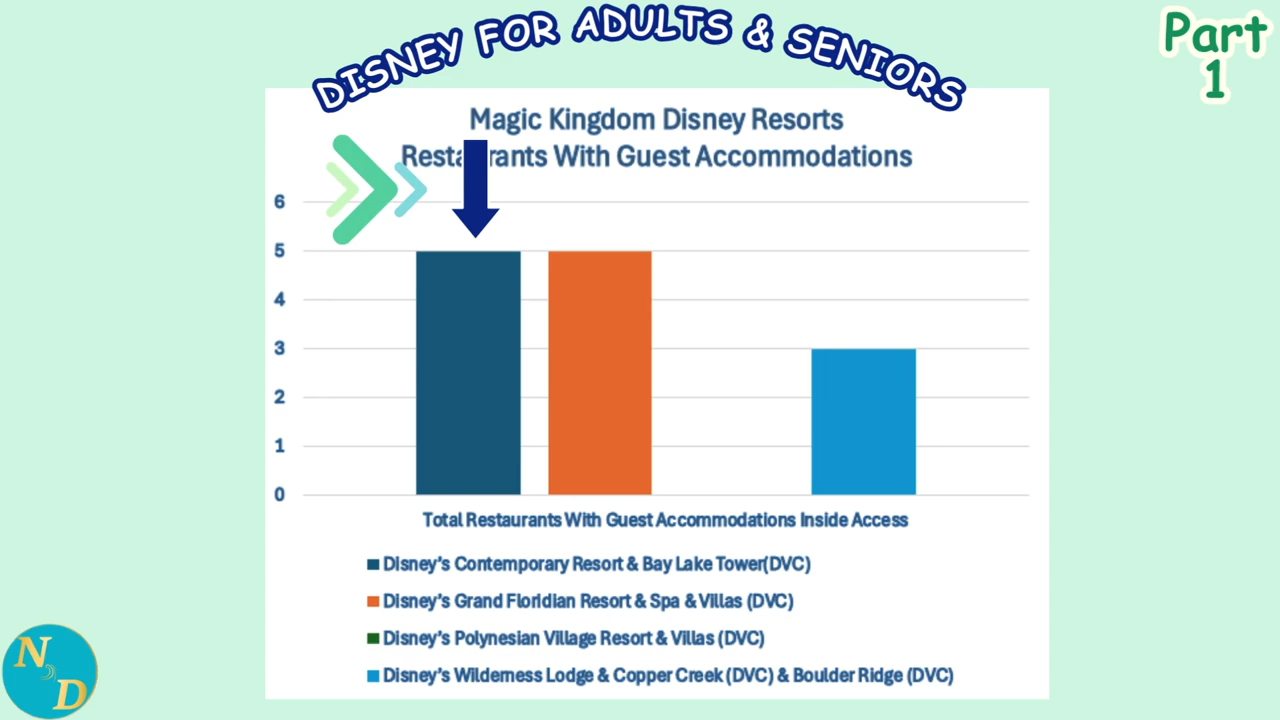 DISNEY FOR ADULTS & SENIORS
Part
1
Magic Kingdom Disney Resorts
Restaurants With Guest Accommodations
6
5
4
3
2
1
0
Total Restaurants With Guest Accommodations Inside Access
Disney's Contemporary Resort & Bay Lake Tower(DVC)
Disney's Grand Floridian Resort & Spa & Villas (DVC)
Disney's Polynesian Village Resort & Villas (DVC)
Disney's Wilderness Lodge & Copper Creek (DVC) & Boulder Ridge (DVC)
N
D